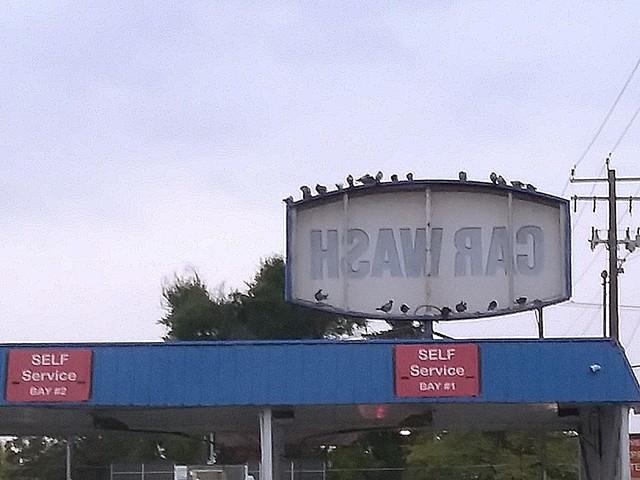 CAR WASH
SELF
Service
BAY #2
SELF
Service
BAY #1